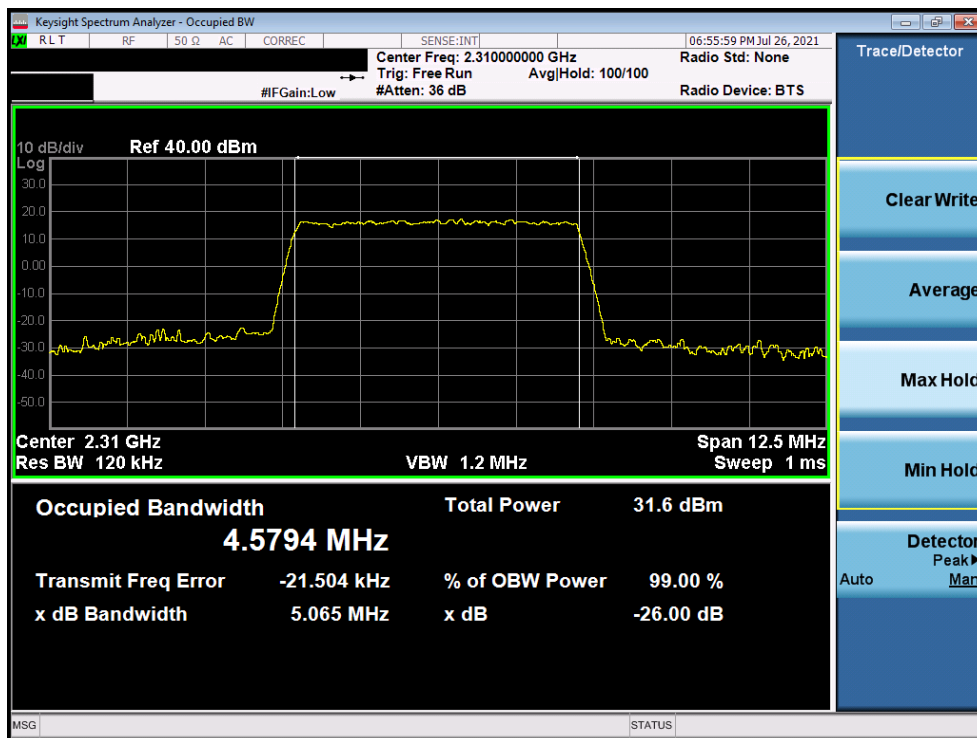 Keysight Spectrum Analyzer - Occupied BW
LXI RLT RF 50 Ω AC CORREC SENSE:INT 06:55:59 PM Jul 26, 2021
Center Freq: 2.310000000 GHz Radio Std: None
Trig: Free Run Avg|Hold: 100/100
#IFGain:Low #Atten: 36 dB Radio Device: BTS
Trace/Detector
10 dB/div Ref 40.00 dBm
Log
30.0
20.0
10.0
0.00
-10.0
-20.0
-30.0
-40.0
-50.0
Center 2.31 GHz Span 12.5 MHz
Res BW 120 kHz VBW 1.2 MHz Sweep 1 ms
Occupied Bandwidth Total Power 31.6 dBm
4.5794 MHz
Transmit Freq Error -21.504 kHz % of OBW Power 99.00 %
x dB Bandwidth 5.065 MHz x dB -26.00 dB
Clear Write
Average
Max Hold
Min Hold
Detector
Peak
Auto Man
MSG STATUS